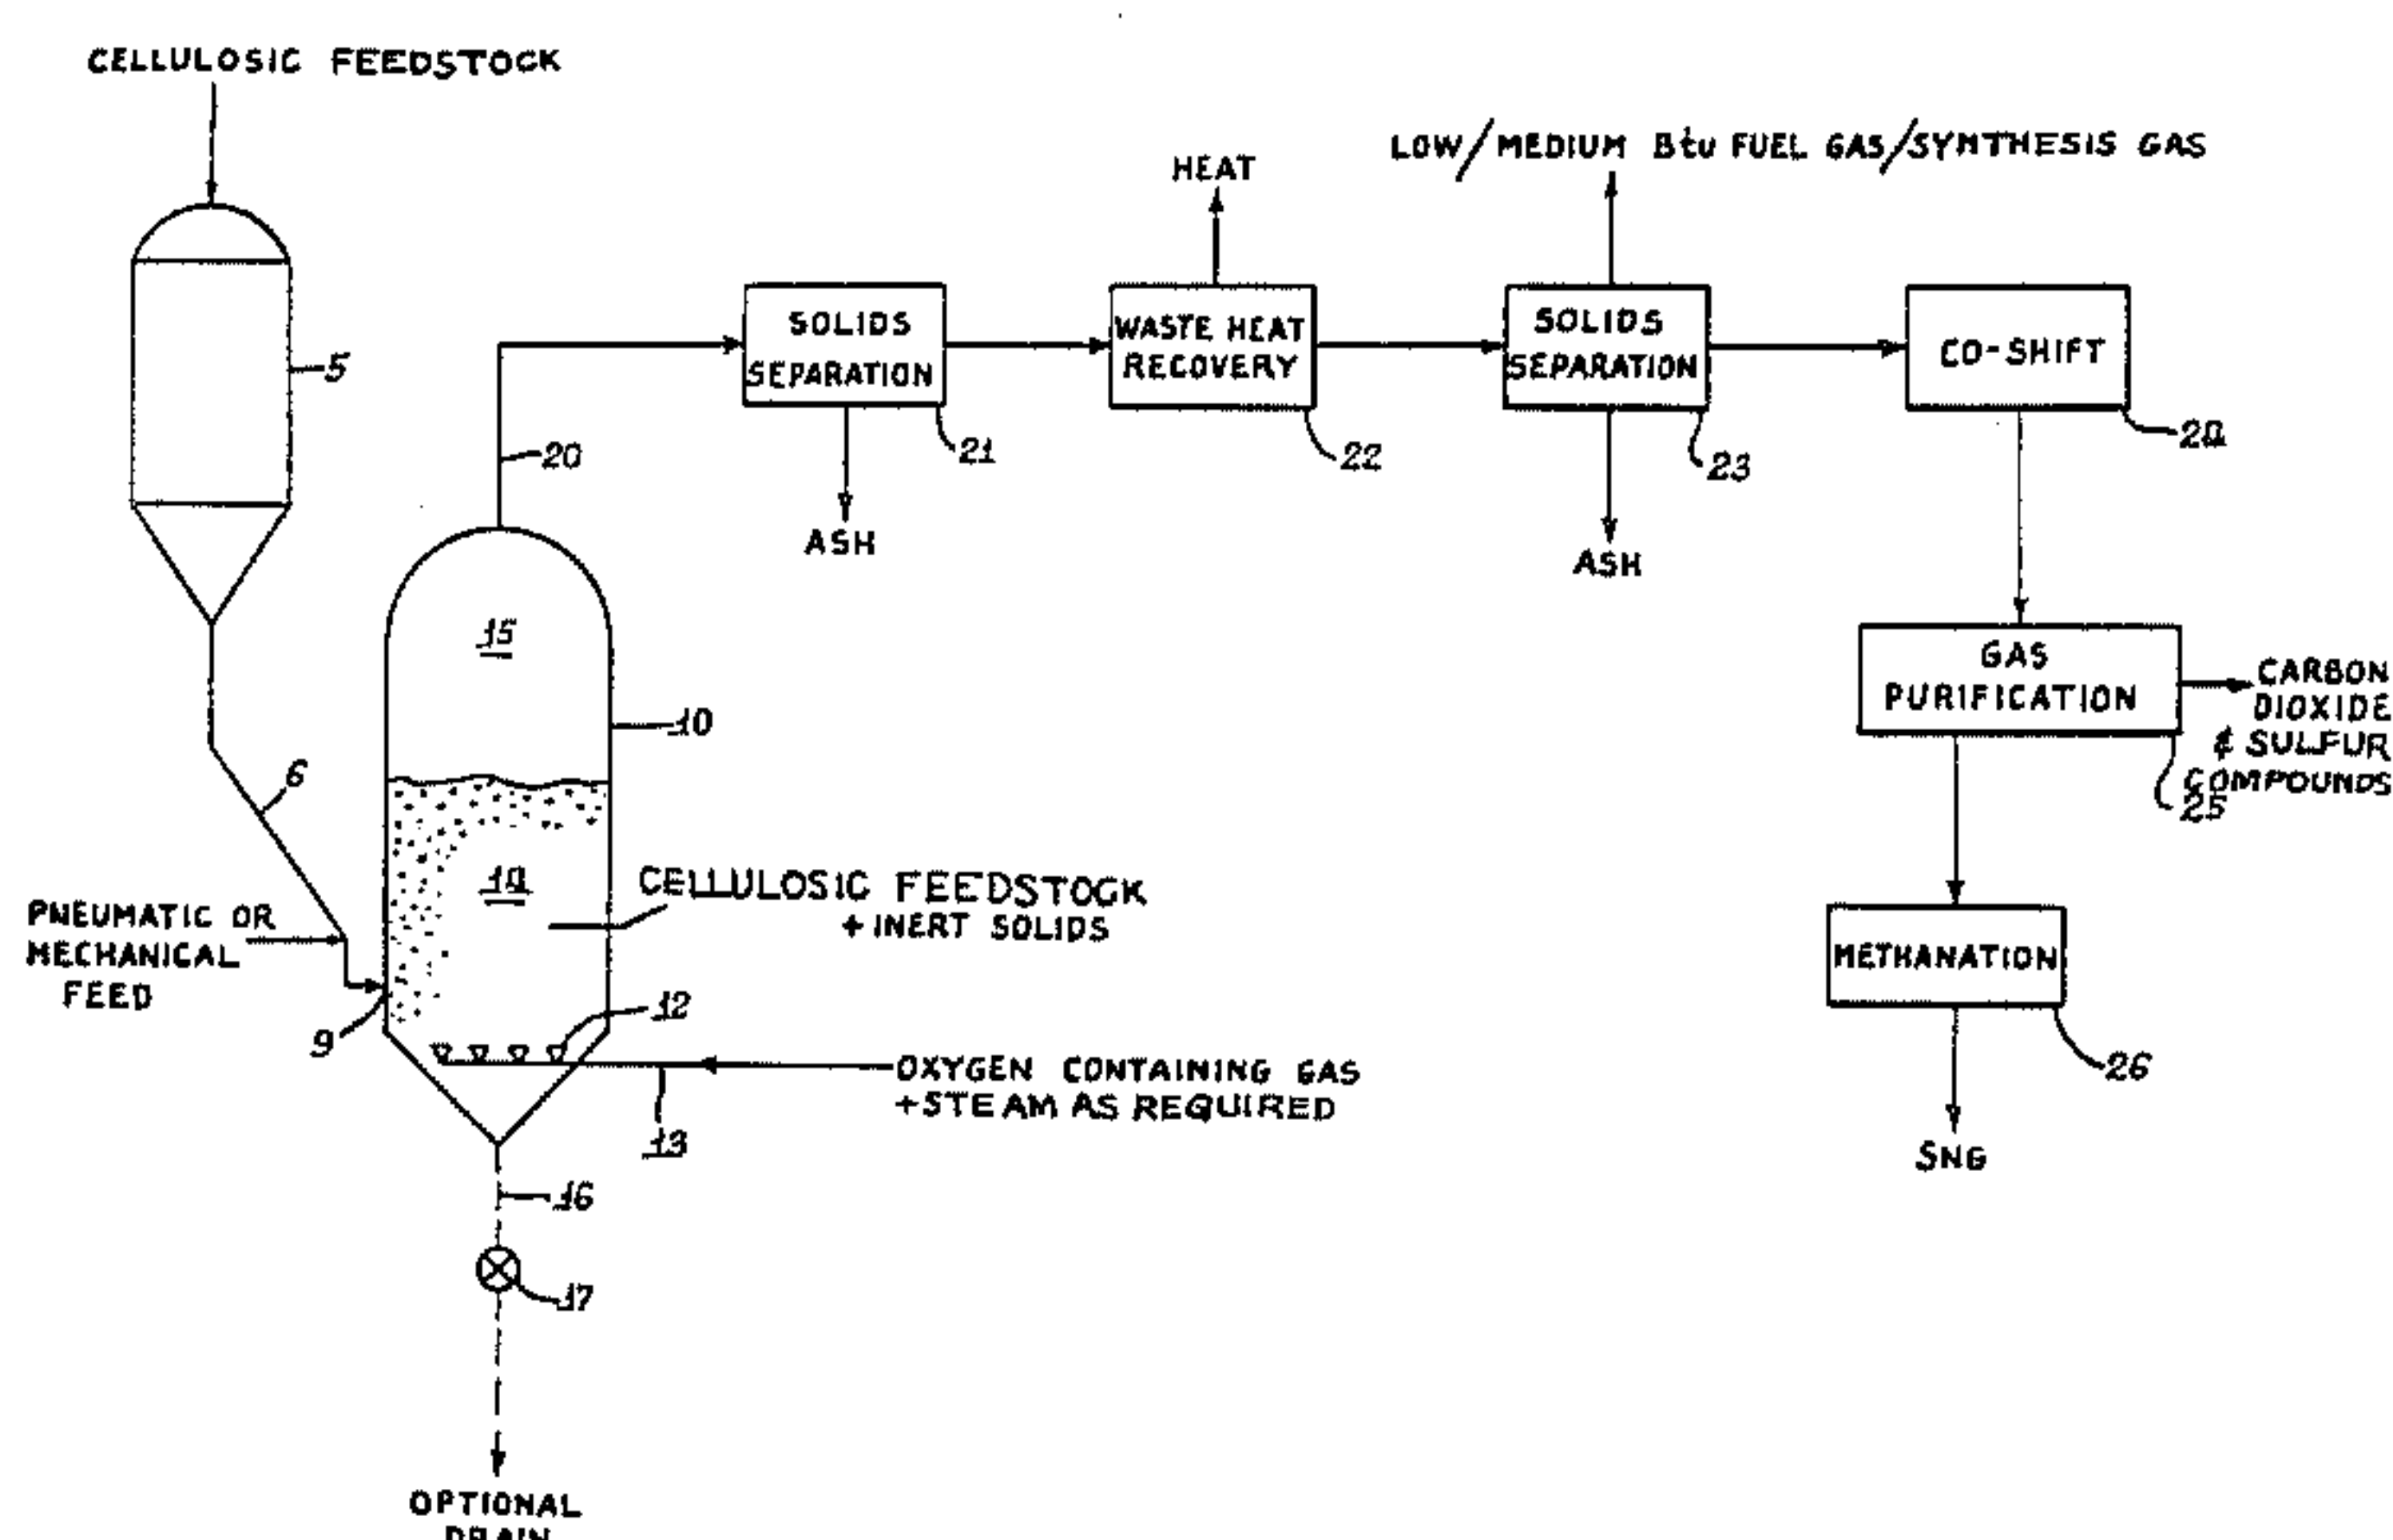 CELLULOSIC FEEDSTOCK
LOW/MEDIUM Btu FUEL GAS/SYNTHESIS GAS
HEAT
5
SOLIDS
SEPARATION
WASTE HEAT
RECOVERY
SOLIDS
SEPARATION
CO-SHIFT
20
21
22
23
24
ASH
ASH
15
10
6
GAS
PURIFICATION
CARBON
DIOXIDE
& SULFUR
COMPOUNDS
25
14
CELLULOSIC FEEDSTOCK
+ INERT SOLIDS
PNEUMATIC OR
MECHANICAL
FEED
METHANATION
9
12
OXYGEN CONTAINING GAS
+STEAM AS REQUIRED
13
26
SNG
16
17
OPTIONAL
DRAIN